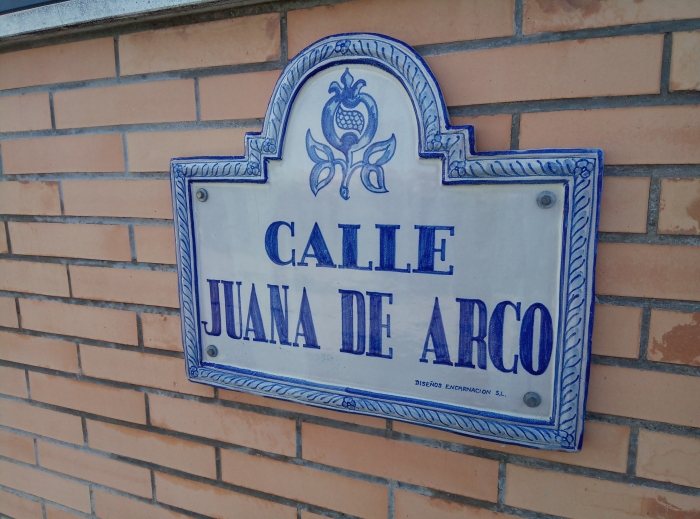 CALLE
JUANA DE ARCO
DISEÑOS ENCARNACION S.L.